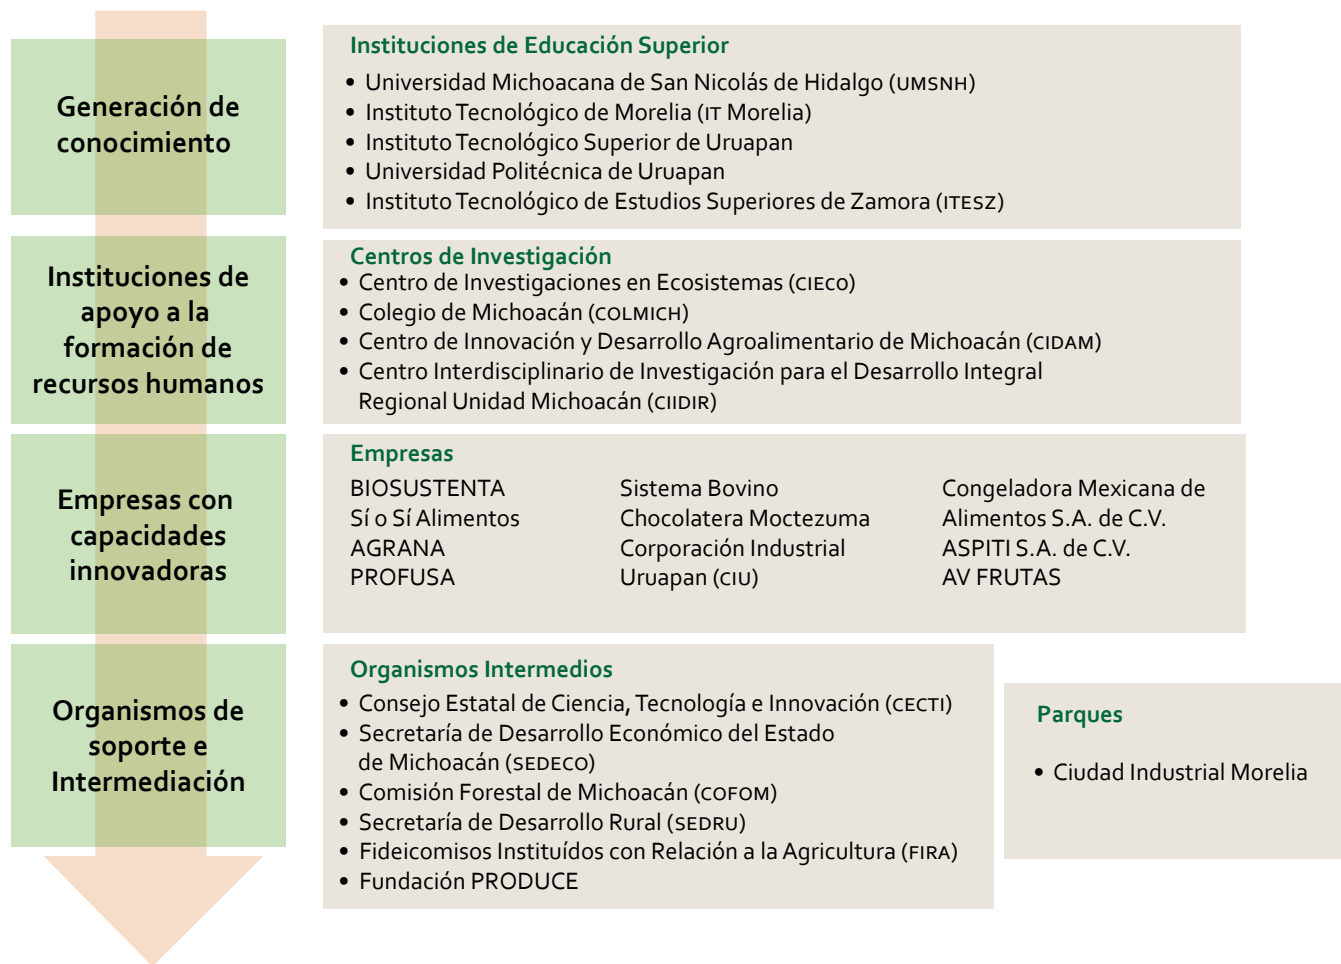 Generación de
conocimiento
Instituciones de Educación Superior
• Universidad Michoacana de San Nicolás de Hidalgo (UMSNH)
• Instituto Tecnológico de Morelia (IT Morelia)
• Instituto Tecnológico Superior de Uruapan
• Universidad Politécnica de Uruapan
• Instituto Tecnológico de Estudios Superiores de Zamora (ITESZ)
Instituciones de
apoyo a la
formación de
recursos humanos
Centros de Investigación
• Centro de Investigaciones en Ecosistemas (CIEco)
• Colegio de Michoacán (COLMICH)
• Centro de Innovación y Desarrollo Agroalimentario de Michoacán (CIDAM)
• Centro Interdisciplinario de Investigación para el Desarrollo Integral
Regional Unidad Michoacán (CIIDIR)
Empresas con
capacidades
innovadoras
Empresas
BIOSUSTENTA
Sí o Sí Alimentos
AGRANA
PROFUSA
Sistema Bovino
Chocolatera Moctezuma
Corporación Industrial
Uruapan (CIU)
Congeladora Mexicana de
Alimentos S.A. de C.V.
ASPITI S.A. de C.V.
AV FRUTAS
Organismos de
soporte e
Intermediación
Organismos Intermedios
• Consejo Estatal de Ciencia, Tecnología e Innovación (CECTI)
• Secretaría de Desarrollo Económico del Estado
de Michoacán (SEDECO)
• Comisión Forestal de Michoacán (COFOM)
• Secretaría de Desarrollo Rural (SEDRU)
• Fideicomisos Instituídos con Relación a la Agricultura (FIRA)
• Fundación PRODUCE
Parques
• Ciudad Industrial Morelia